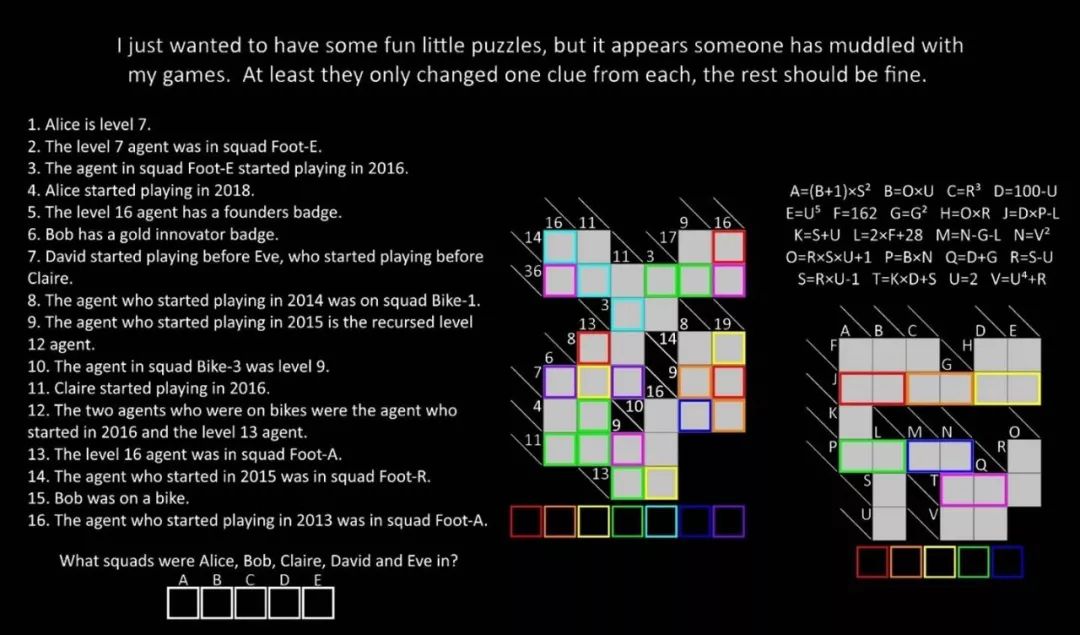 I just wanted to have some fun little puzzles, but it appears someone has muddled with
my games. At least they only changed one clue from each, the rest should be fine.
1. Alice is level 7.
2. The level 7 agent was in squad Foot-E.
3. The agent in squad Foot-E started playing in 2016.
4. Alice started playing in 2018.
5. The level 16 agent has a founders badge.
6. Bob has a gold innovator badge.
7. David started playing before Eve, who started playing before
Claire.
8. The agent who started playing in 2014 was on squad Bike-1.
9. The agent who started playing in 2015 is the recursed level
12 agent.
10. The agent in squad Bike-3 was level 9.
11. Claire started playing in 2016.
12. The two agents who were on bikes were the agent who
started in 2016 and the level 13 agent.
13. The level 16 agent was in squad Foot-A.
14. The agent who started in 2015 was in squad Foot-R.
15. Bob was on a bike.
16. The agent who started playing in 2013 was in squad Foot-A.
What squads were Alice, Bob, Claire, David and Eve in?
A B C D E
16 11 9 16
14 17
11 3
36
3
13 8 19
8 14
6
7 9
16
4 10
9
11
13
A=(B+1)×S² B=O×U C=R³ D=100-U
E=U⁵ F=162 G=G² H=O×R J=D×P-L
K=S+U L=2×F+28 M=N-G-L N=V²
O=R×S×U+1 P=B×N Q=D+G R=S-U
S=R×U-1 T=K×D+S U=2 V=U⁴+R
A B C D E
F H
G
J
K
L M N O
P R
Q
S T
U V